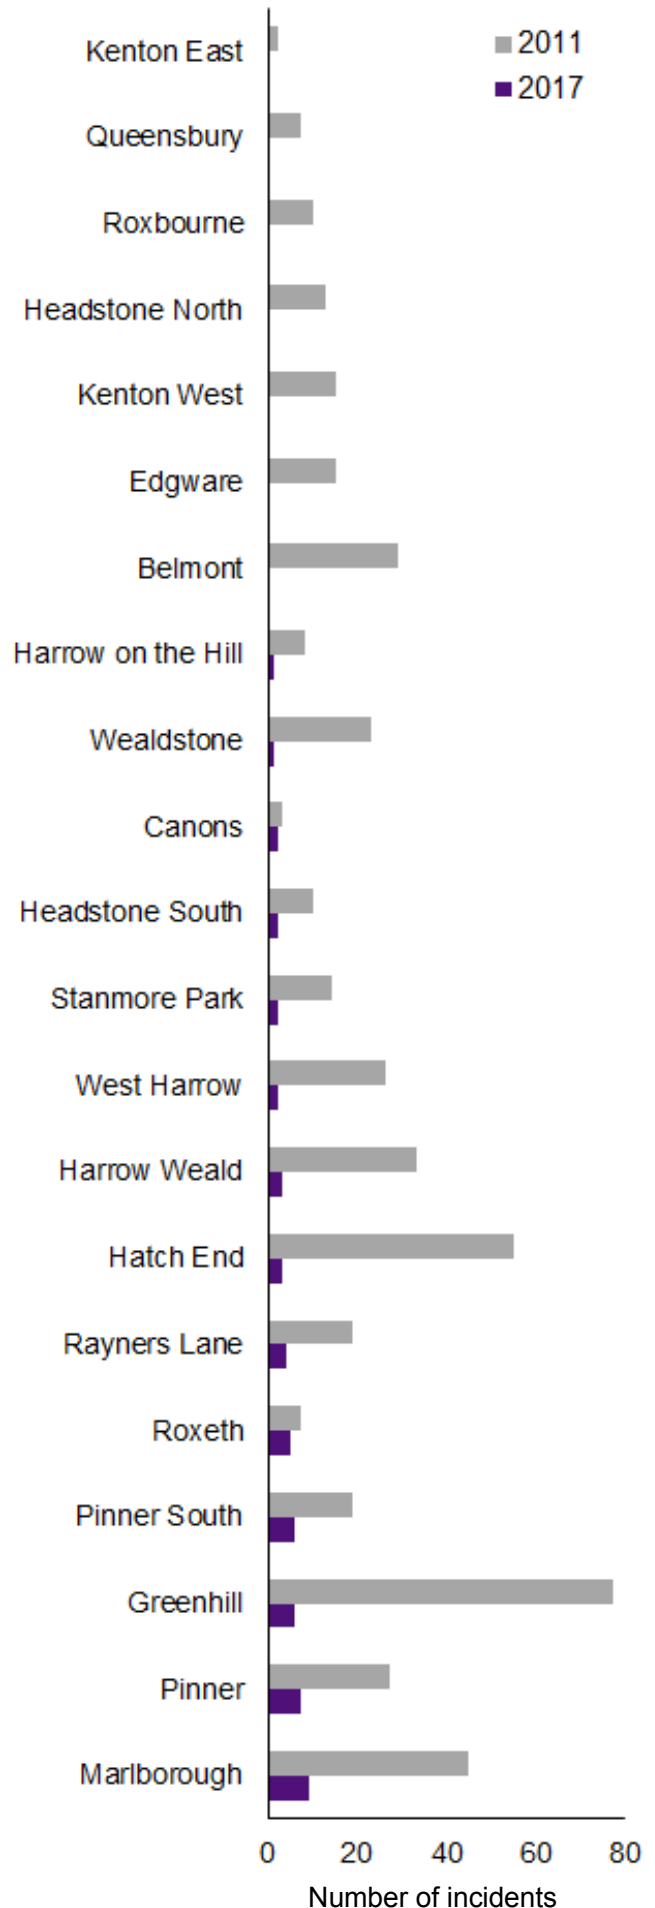 Kenton East
2011
2017
Queensbury
Roxbourne
Headstone North
Kenton West
Edgware
Belmont
Harrow on the Hill
Wealdstone
Canons
Headstone South
Stanmore Park
West Harrow
Harrow Weald
Hatch End
Rayners Lane
Roxeth
Pinner South
Greenhill
Pinner
Marlborough
0 20 40 60 80
Number of incidents